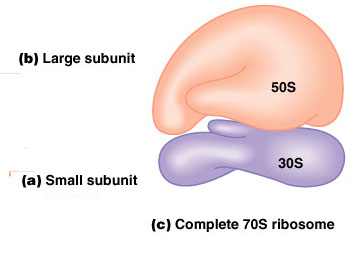 (b) Large subunit
50S
30S
(a) Small subunit
(c) Complete 70S ribosome